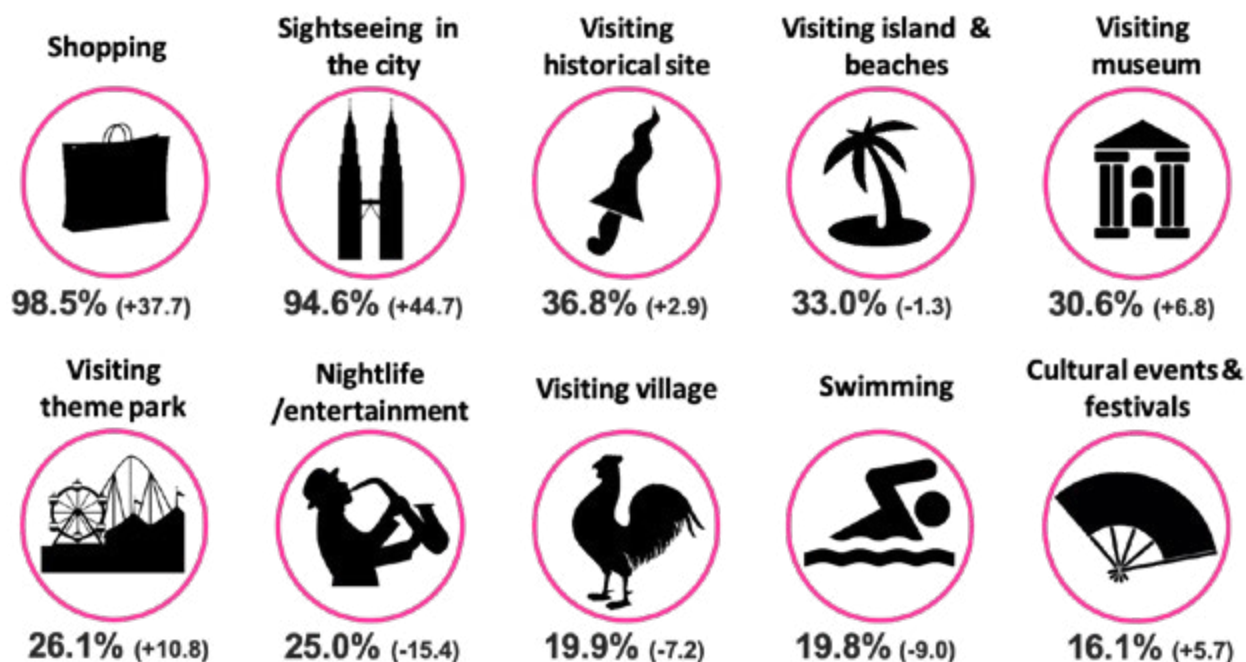 Shopping
Sightseeing in
the city
Visiting
historical site
Visiting island &
beaches
Visiting
museum
98.5% (+37.7)
94.6% (+44.7)
36.8% (+2.9)
33.0% (-1.3)
30.6% (+6.8)
Visiting
theme park
Nightlife
/entertainment
Visiting village
Swimming
Cultural events &
festivals
26.1% (+10.8)
25.0% (-15.4)
19.9% (-7.2)
19.8% (-9.0)
16.1% (+5.7)